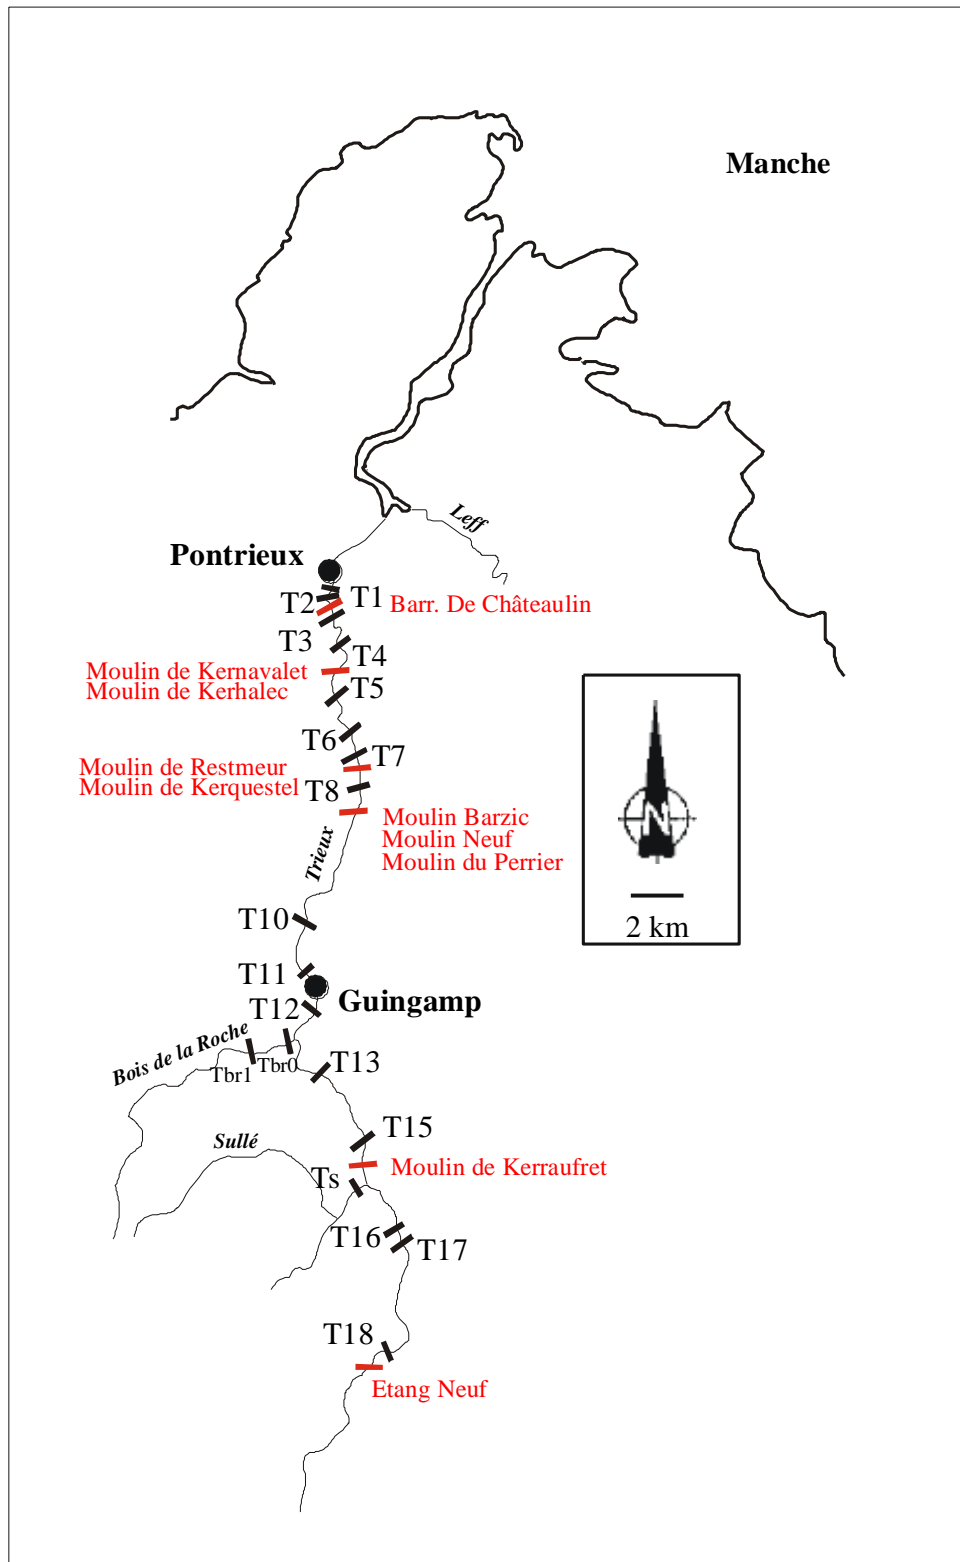 Manche
Leff
Pontrieux
T1
T2
Barr. De Châteaulin
T3
T4
Moulin de Kernavalet
Moulin de Kerhalec
T5
T6
T7
Moulin de Restmeur
Moulin de Kerquestel
T8
Moulin Barzic
Moulin Neuf
Moulin du Perrier
Trieux
N
2 km
T10
T11
Guingamp
T12
Bois de la Roche
Tbr1
Tbr0
T13
T15
Sullé
Moulin de Kerraufret
Ts
T16
T17
T18
Etang Neuf